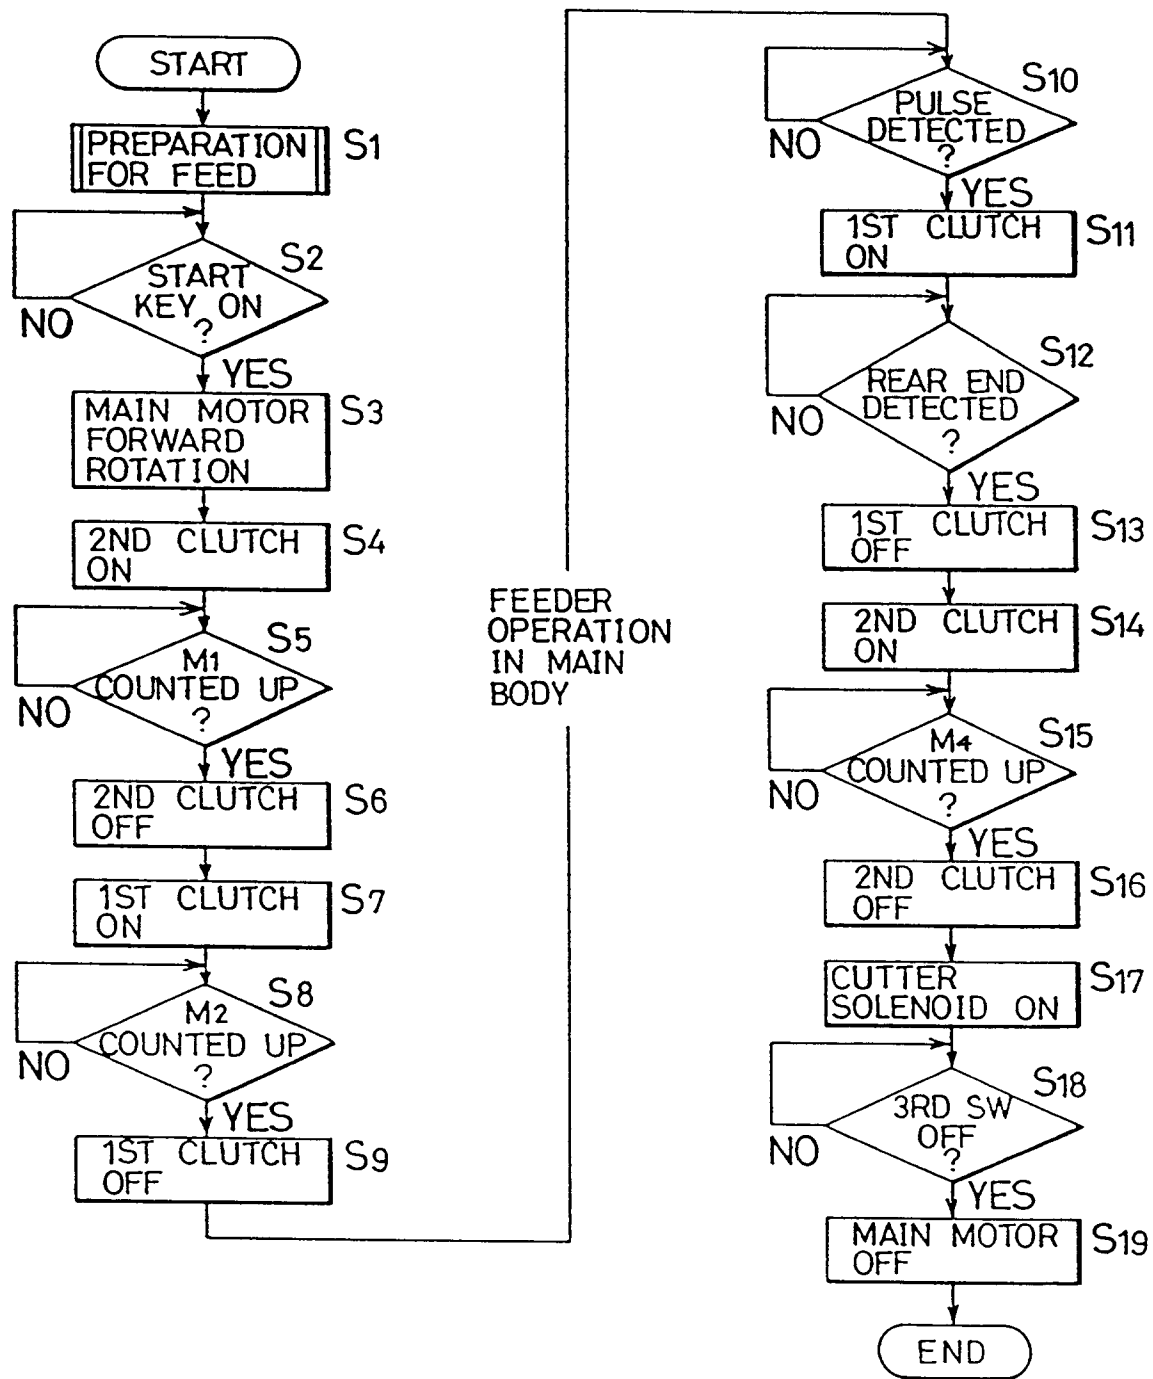 START
PREPARATION
FOR FEED
S1
START
KEY ON
?
S2
NO
YES
MAIN MOTOR
FORWARD
ROTATION
S3
2ND CLUTCH
ON
S4
M1
COUNTED UP
?
S5
NO
YES
2ND CLUTCH
OFF
S6
1ST CLUTCH
ON
S7
M2
COUNTED UP
?
S8
NO
YES
1ST CLUTCH
OFF
S9
FEEDER
OPERATION
IN MAIN
BODY
PULSE
DETECTED
?
S10
NO
YES
1ST CLUTCH
ON
S11
REAR END
DETECTED
?
S12
NO
YES
1ST CLUTCH
OFF
S13
2ND CLUTCH
ON
S14
M4
COUNTED UP
?
S15
NO
YES
2ND CLUTCH
OFF
S16
CUTTER
SOLENOID ON
S17
3RD SW
OFF
?
S18
NO
YES
MAIN MOTOR
OFF
S19
END